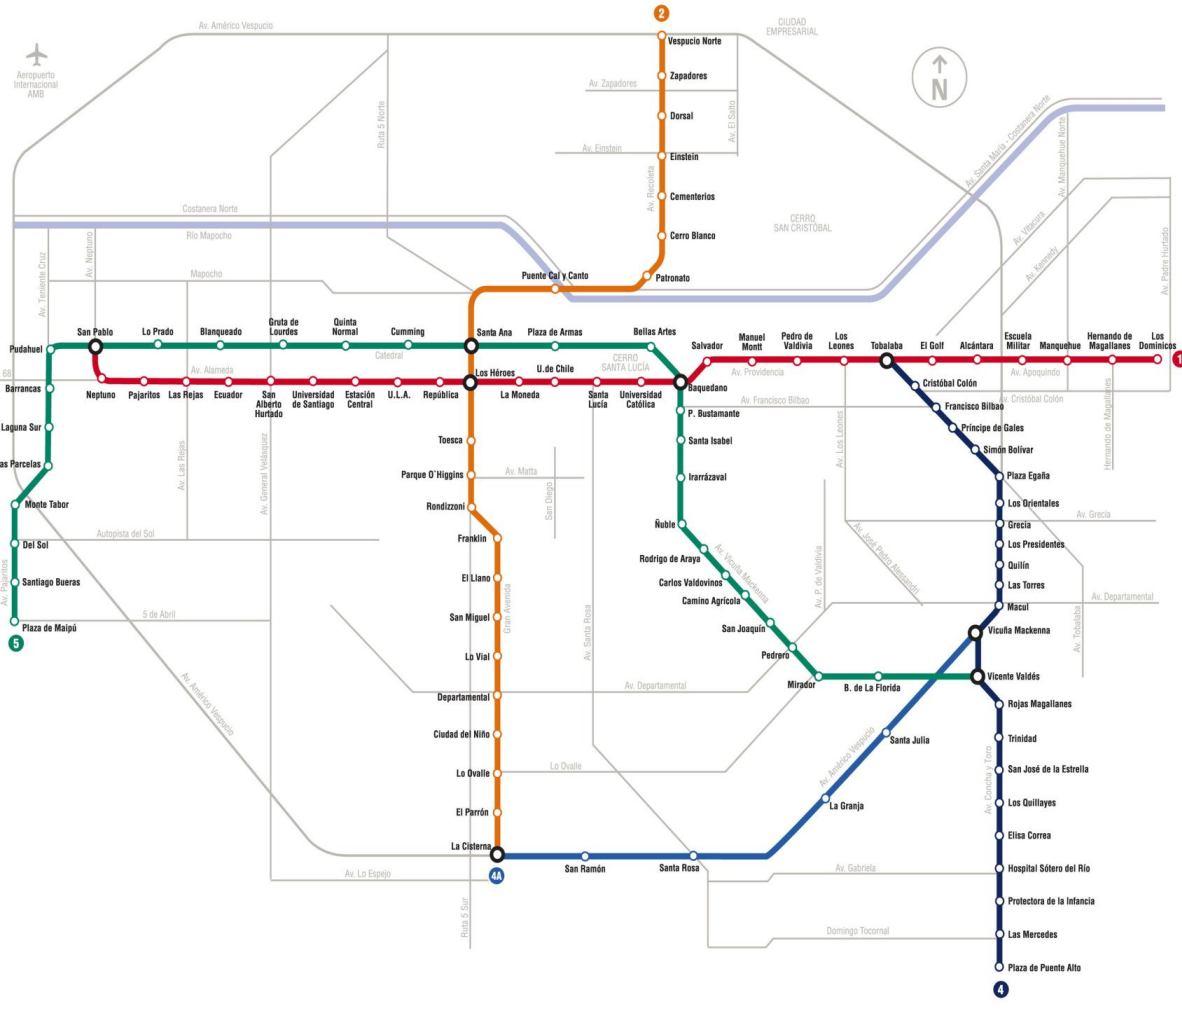 2
Av. Américo Vespucio
CIUDAD
EMPRESARIAL
Vespucio Norte
Aeropuerto
Internacional
AMB
N
Av. Zapadores
Zapadores
Ruta 5 Norte
Av. El Salto
Dorsal
Av. Santa María - Costanera Norte
Av. Manquehue Norte
Av. Einstein
Einstein
Av. Recoleta
Cementerios
Costanera Norte
CERRO
SAN CRISTÓBAL
Av. Vitacura
Río Mapocho
Cerro Blanco
Av. Neptuno
Av. Teniente Cruz
Av. Kennedy
Av. Padre Hurtado
Mapocho
Puente Cal y Canto
Patronato
San Pablo
Lo Prado
Blanqueado
Gruta de
Lourdes
Quinta
Normal
Cumming
Santa Ana
Plaza de Armas
Bellas Artes
Salvador
Manuel
Montt
Pedro de
Valdivia
Los
Leones
Tobalaba
El Golf
Alcántara
Escuela
Militar
Manquehue
Hernando de
Magallanes
Los
Dominicos
1
Pudahuel
Catedral
CERRO
SANTA LUCÍA
68
Av. Alameda
Los Héroes
U.de Chile
Av. Providencia
Av. Apoquindo
Barrancas
Neptuno
Pajaritos
Las Rejas
Ecuador
San
Alberto
Hurtado
Universidad
de Santiago
Estación
Central
U.L.A.
República
La Moneda
Santa
Lucía
Universidad
Católica
Baquedano
Cristóbal Colón
Av. Francisco Bilbao
Francisco Bilbao
Av. Cristóbal Colón
Hernando de Magallanes
P. Bustamante
Laguna Sur
Príncipe de Gales
Toesca
Santa Isabel
Simón Bolívar
Av. Las Rejas
Av. General Velásquez
Av. Los Leones
as Parcelas
Parque O`Higgins
Av. Matta
Irarrázaval
Plaza Egaña
San Diego
Monte Tabor
Rondizzoni
Los Orientales
Ñuble
Grecia
Av. Grecia
Autopista del Sol
Franklin
Del Sol
Rodrigo de Araya
Av. Vicuña Mackenna
Av. P. de Valdivia
Av. José Pedro Alessandri
Los Presidentes
Quilín
Av. Pajaritos
Santiago Bueras
El Llano
Carlos Valdovinos
Las Torres
Camino Agrícola
Av. Departamental
Macul
5 de Abril
San Miguel
Gran Avenida
Av. Santa Rosa
Plaza de Maipú
San Joaquín
Vicuña Mackenna
Av. Tobalaba
5
Lo Vial
Pedrero
Vicente Valdés
Mirador
B. de La Florida
Av. Departamental
Departamental
Av. Américo Vespucio
Rojas Magallanes
Ciudad del Niño
Santa Julia
Trinidad
Av. Américo Vespucio
Lo Ovalle
Lo Ovalle
San José de la Estrella
Av. Concha y Toro
La Granja
Los Quillayes
El Parrón
Elisa Correa
La Cisterna
San Ramón
Santa Rosa
Av. Lo Espejo
4A
Av. Gabriela
Hospital Sótero del Río
Ruta 5 Sur
Protectora de la Infancia
Domingo Tocornal
Las Mercedes
Plaza de Puente Alto
4